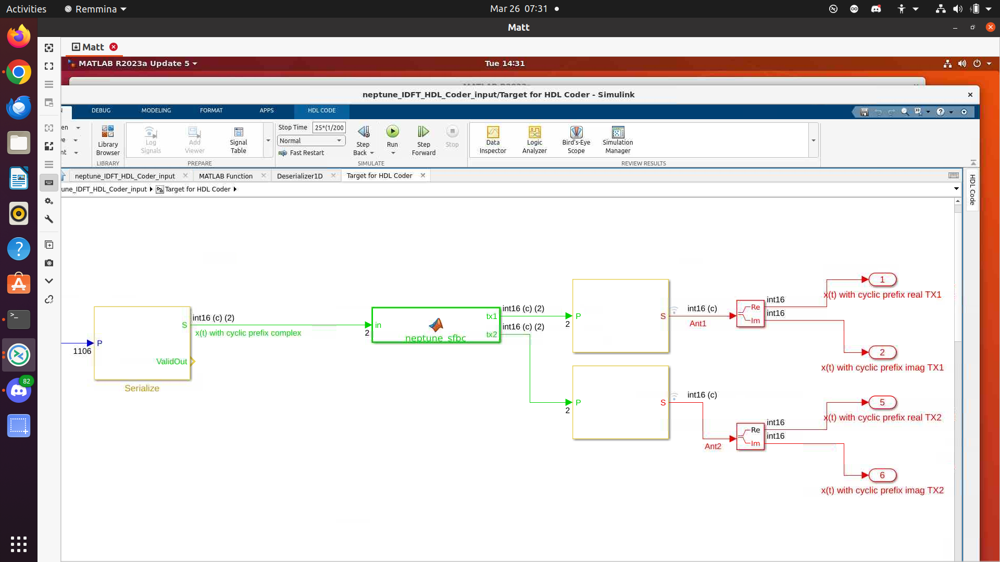 Activities
Remmina
Mar 26 07:31
Matt
Matt
MATLAB R2023a Update 5
Tue 14:31
neptune_IDFT_HDL_Coder_input/Target for HDL Coder - Simulink
DEBUG
MODELING
FORMAT
APPS
HDL CODE
Library Browser
LIBRARY
Log Signals
Add Viewer
Signal Table
PREPARE
Stop Time
25*(1/200
Normal
Fast Restart
Step Back
Run
Step Forward
Stop
SIMULATE
Data Inspector
Logic Analyzer
Bird's-Eye Scope
Simulation Manager
REVIEW RESULTS
neptune_IDFT_HDL_Coder_input
MATLAB Function
Deserializer1D
Target for HDL Coder
une_IDFT_HDL_Coder_input
Target for HDL Coder
HDL Code
1106
P
S
ValidOut
Serialize
int16 (c) (2)
x(t) with cyclic prefix complex
2
in
neptune_sfbc
tx1
tx2
int16 (c) (2)
int16 (c) (2)
2
P
S
int16 (c)
Ant1
Re
Im
int16
int16
1
x(t) with cyclic prefix real TX1
2
x(t) with cyclic prefix imag TX1
2
P
S
int16 (c)
Ant2
Re
Im
int16
int16
5
x(t) with cyclic prefix real TX2
6
x(t) with cyclic prefix imag TX2
82